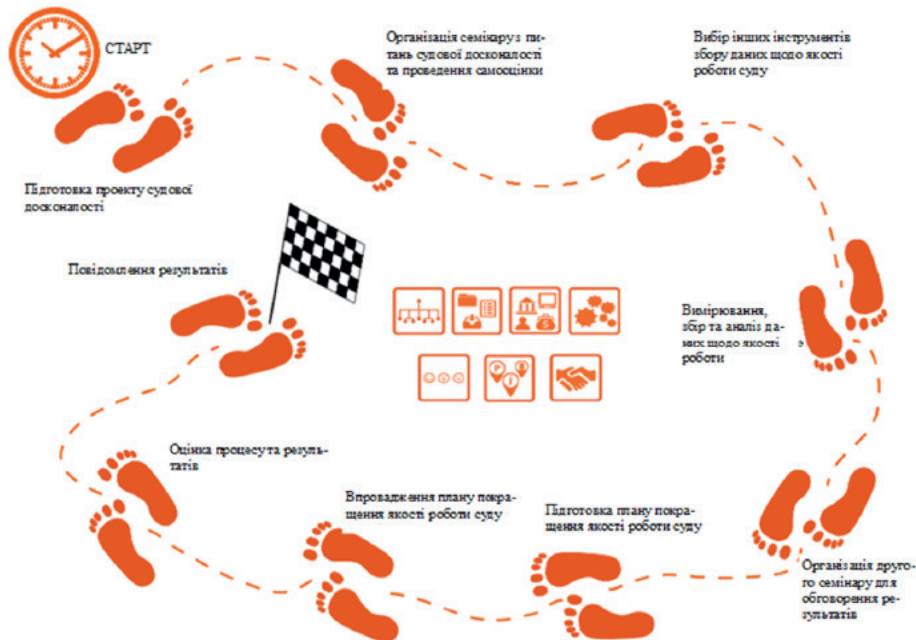 СТАРТ
Підготовка проекту судової
досконалості
Організація семінару з пи-
тань судової досконалості
та проведення самооцінки
Вибір інших інструментів
збору даних щодо якості
роботи суду
Вимірювання,
збір та аналіз да-
них щодо якості
роботи
Організація друго-
го семінару для
обговорення ре-
зультатів
Підготовка плану покра-
щення якості роботи суду
Впровадження плану покра-
щення якості роботи суду
Оцінка процесу та резуль-
татів
Повідомлення результатів